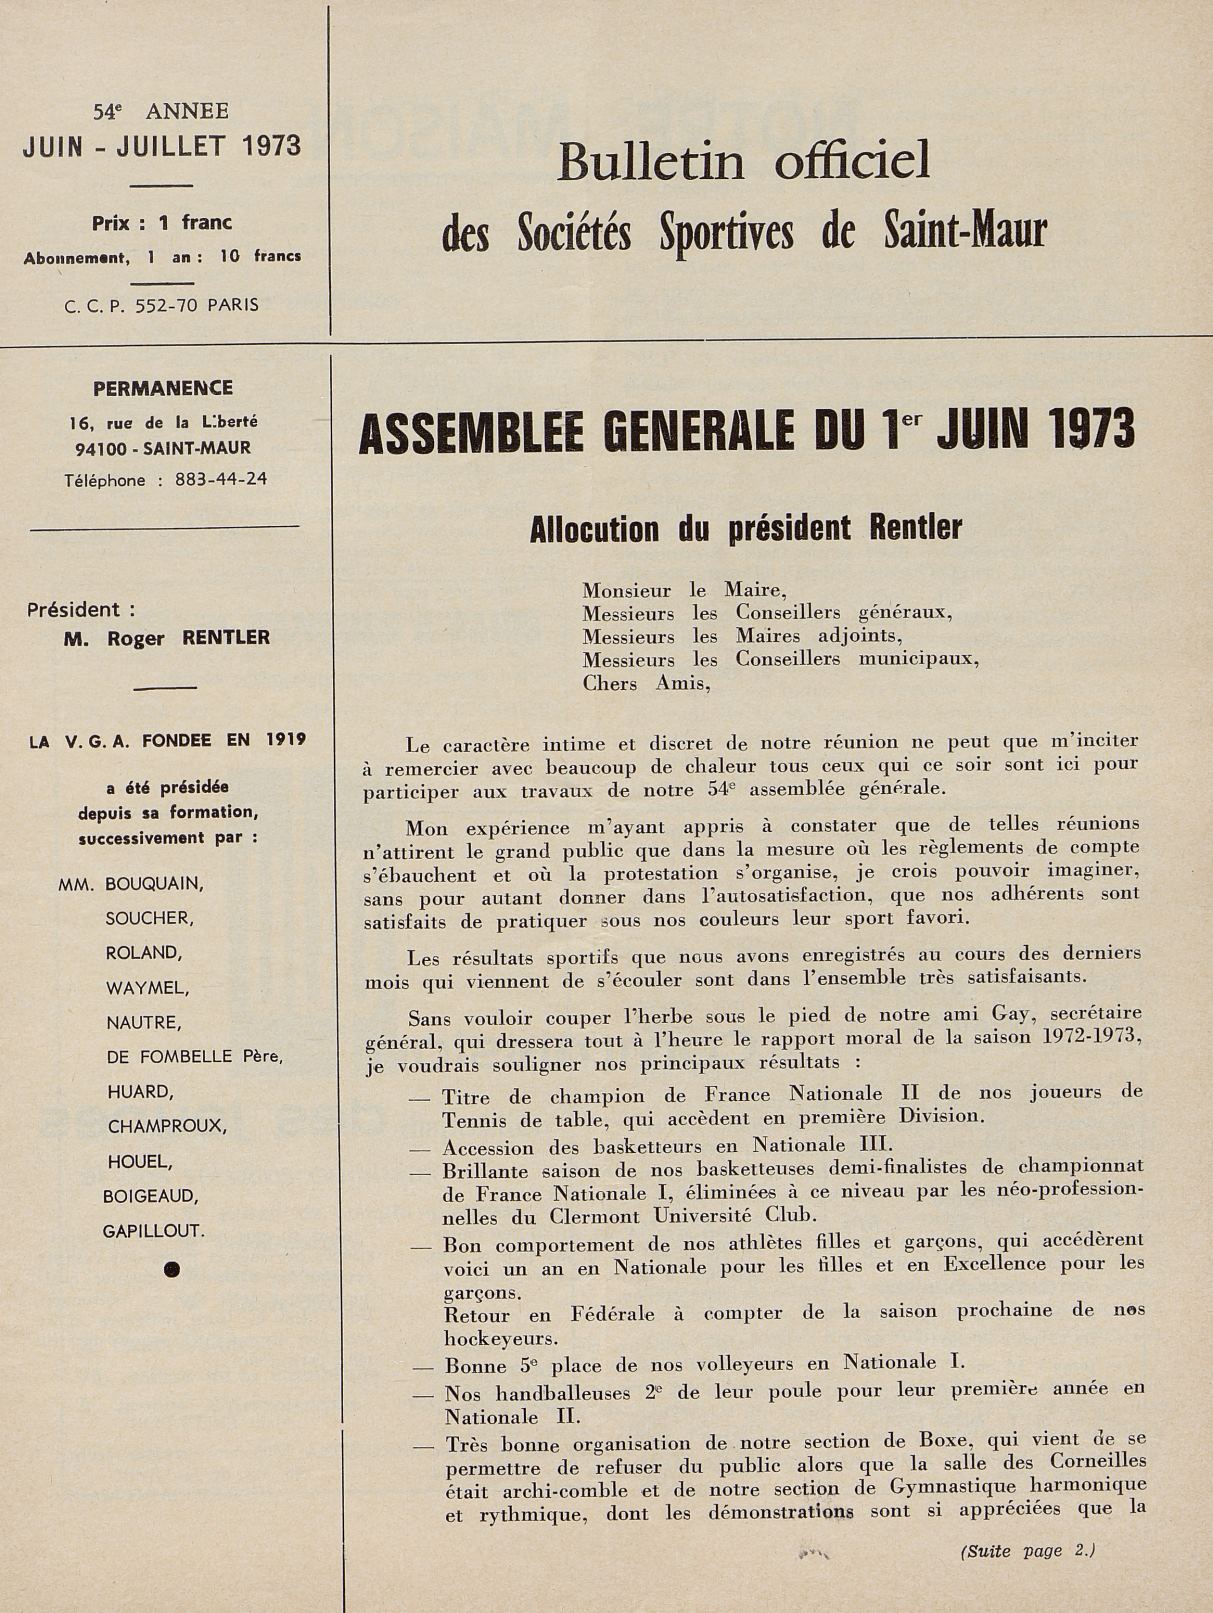 54e ANNEE
JUIN - JUILLET 1973
Prix : 1 franc
Abonnement, 1 an : 10 francs
C. C. P. 552-70 PARIS
Bulletin officiel
des Sociétés Sportives de Saint-Maur
PERMANENCE
16, rue de la Liberté
94100 - SAINT-MAUR
Téléphone : 883-44-24
Président :
M. Roger RENTLER
LA V. G. A. FONDEE EN 1919
a été présidée
depuis sa formation,
successivement par :
MM. BOUQUAIN,
SOUCHER,
ROLAND,
WAYMEL,
NAUTRE,
DE FOMBELLE Père,
HUARD,
CHAMPROUX,
HOUEL,
BOIGEAUD,
GAPILLOUT.
ASSEMBLEE GENERALE DU 1er JUIN 1973
Allocution du président Rentler
Monsieur le Maire,
Messieurs les Conseillers généraux,
Messieurs les Maires adjoints,
Messieurs les Conseillers municipaux,
Chers Amis,
Le caractère intime et discret de notre réunion ne peut que m'inciter
à remercier avec beaucoup de chaleur tous ceux qui ce soir sont ici pour
participer aux travaux de notre 54e assemblée générale.
Mon expérience m'ayant appris à constater que de telles réunions
n'attirent le grand public que dans la mesure où les règlements de compte
s'ébauchent et où la protestation s'organise, je crois pouvoir imaginer,
sans pour autant donner dans l'autosatisfaction, que nos adhérents sont
satisfaits de pratiquer sous nos couleurs leur sport favori.
Les résultats sportifs que nous avons enregistrés au cours des derniers
mois qui viennent de s'écouler sont dans l'ensemble très satisfaisants.
Sans vouloir couper l'herbe sous le pied de notre ami Gay, secrétaire
général, qui dressera tout à l'heure le rapport moral de la saison 1972-1973,
je voudrais souligner nos principaux résultats :
— Titre de champion de France Nationale II de nos joueurs de
Tennis de table, qui accèdent en première Division.
— Accession des basketteurs en Nationale III.
— Brillante saison de nos basketteuses demi-finalistes de championnat
de France Nationale I, éliminées à ce niveau par les néo-profession-
nelles du Clermont Université Club.
— Bon comportement de nos athlètes filles et garçons, qui accédèrent
voici un an en Nationale pour les filles et en Excellence pour les
garçons.
Retour en Fédérale à compter de la saison prochaine de nos
hockeyeurs.
— Bonne 5e place de nos volleyeurs en Nationale I.
— Nos handballeuses 2e de leur poule pour leur première année en
Nationale II.
— Très bonne organisation de notre section de Boxe, qui vient de se
permettre de refuser du public alors que la salle des Corneilles
était archi-comble et de notre section de Gymnastique harmonique
et rythmique, dont les démonstrations sont si appréciées que la
(Suite page 2.)